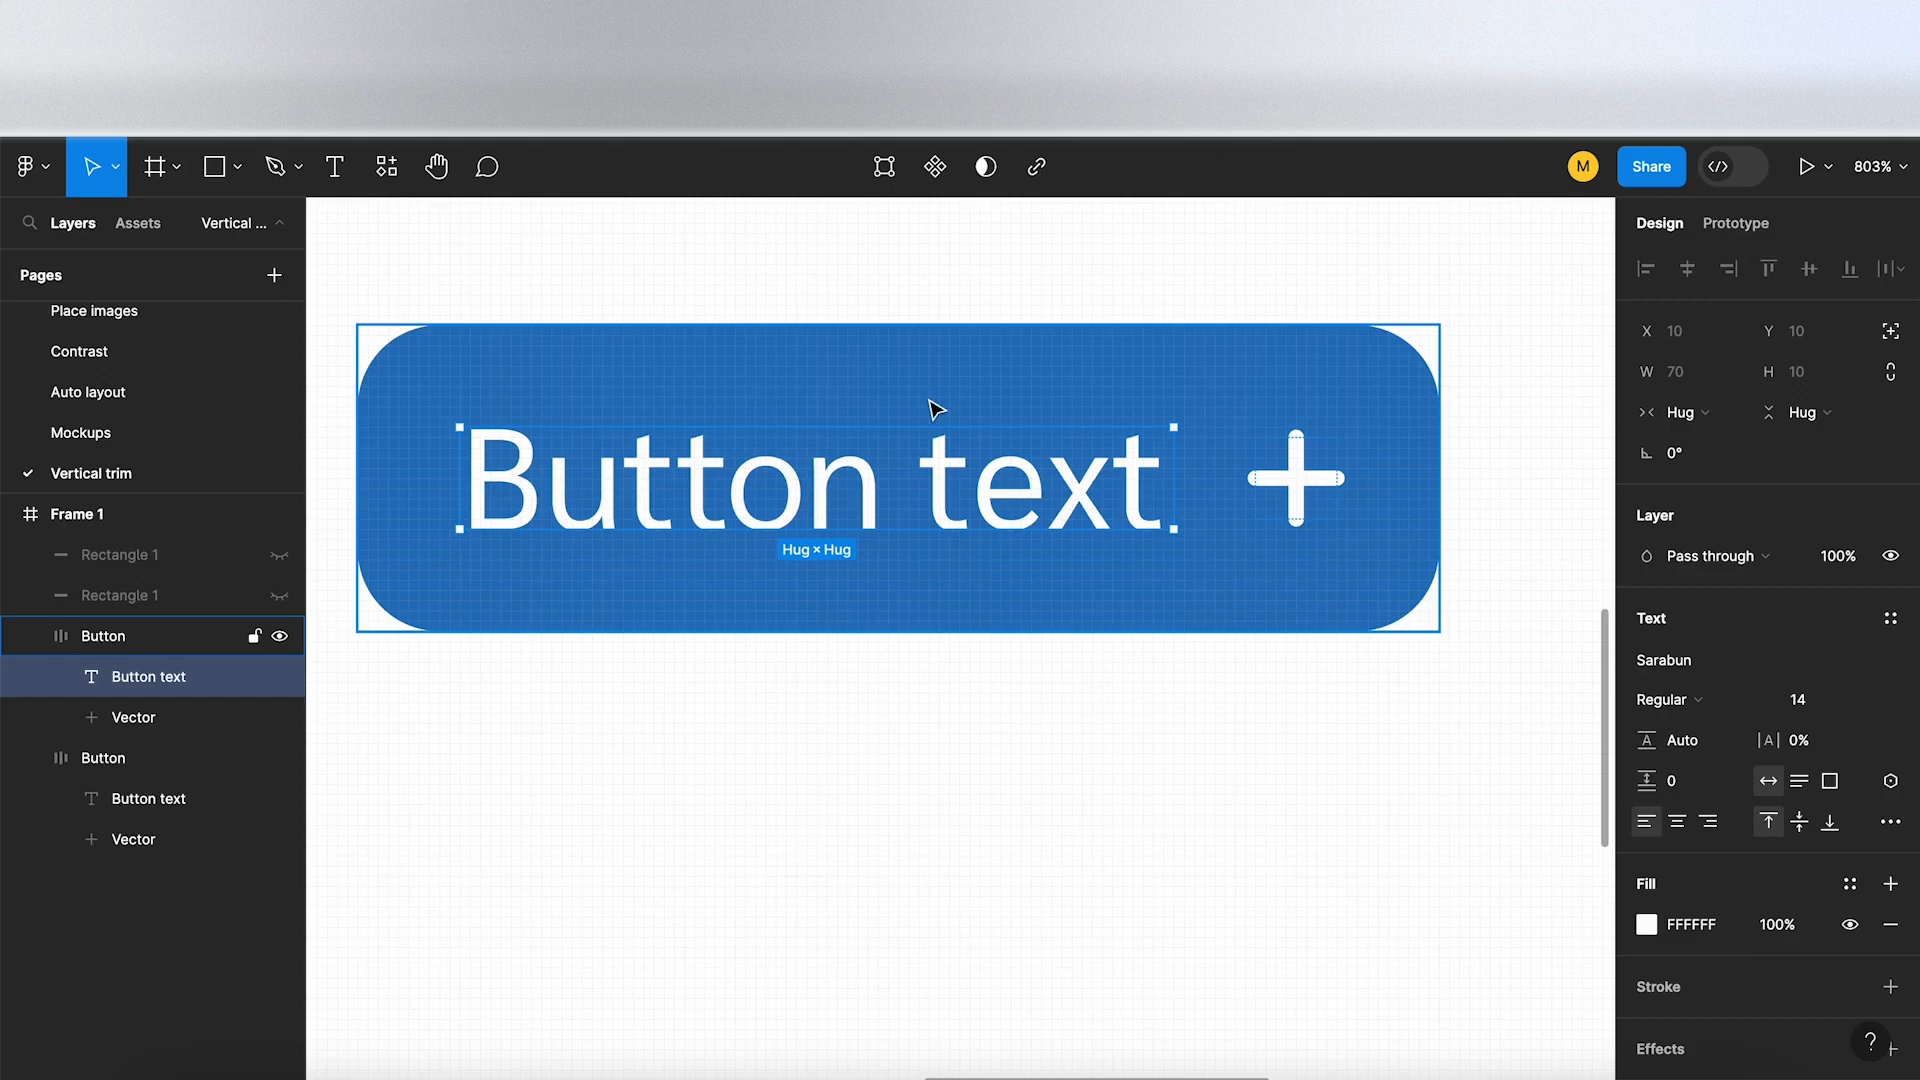 M
Share
803%
Layers
Assets
Vertical ...
Design
Prototype
Pages
Place images
Contrast
Auto layout
Mockups
Vertical trim
Frame 1
Rectangle 1
Rectangle 1
Button
Button text
Vector
Button
Button text
Vector
Button text
Hug × Hug
X 10
Y 10
W 70
H 10
Hug
Hug
0°
Layer
Pass through
100%
Text
Sarabun
Regular
14
A Auto
|A| 0%
0
Fill
FFFFFF
100%
Stroke
Effects
?